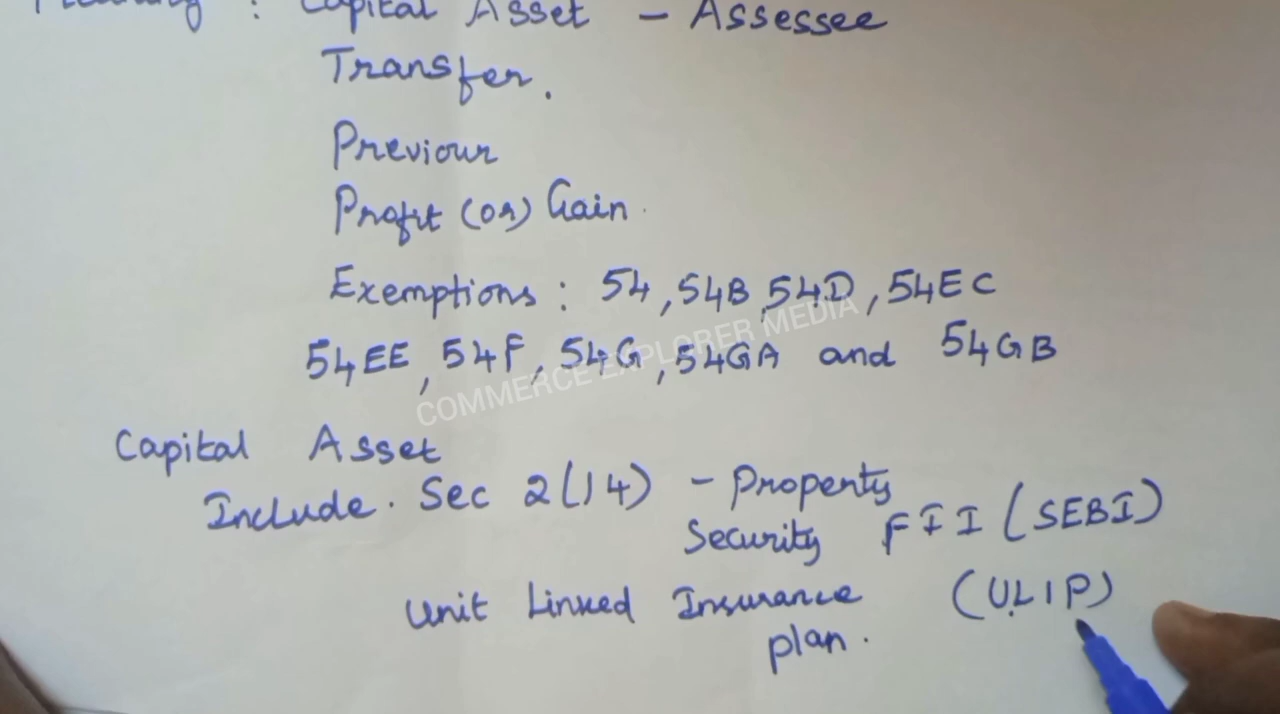 : Capital Asset - Assessee
Transfer.
Previour
Profit (or) Gain.
Exemptions : 54, 54B, 54D, 54EC
54EE, 54F, 54G, 54GA and 54GB
COMMERCE EXPLORER MEDIA
Capital Asset
Include. Sec 2(14) - Property
Security FII (SEBI)
Unit Linked Insurance (ULIP)
plan.